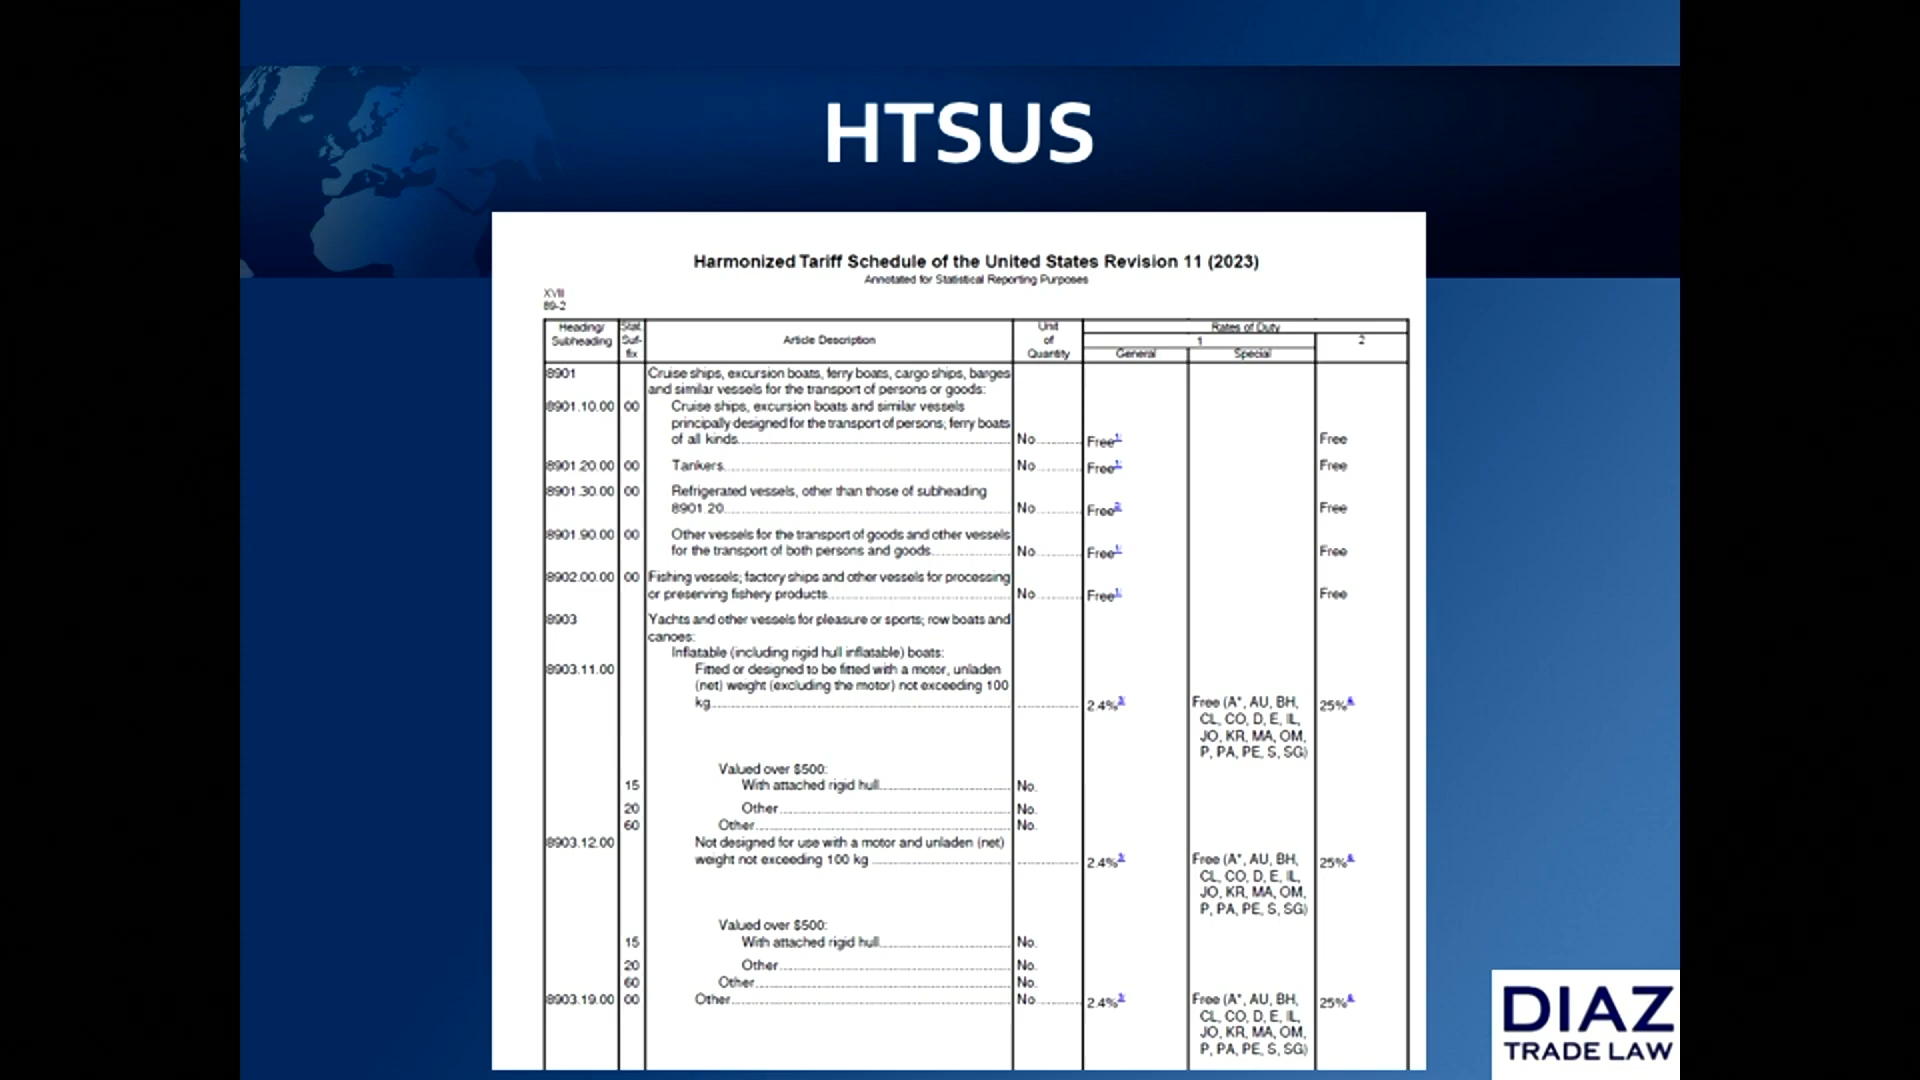 HTSUS
Harmonized Tariff Schedule of the United States Revision 11 (2023)
Annotated for Statistical Reporting Purposes
XVII
89-2
Heading/ Subheading Stat. Suf- fix Article Description Unit of Quantity Rates of Duty
1 2
General Special
8901 Cruise ships, excursion boats, ferry boats, cargo ships, barges
and similar vessels for the transport of persons or goods:
8901.10.00 00 Cruise ships, excursion boats and similar vessels
principally designed for the transport of persons; ferry boats
of all kinds No. Free 1/ Free
8901.20.00 00 Tankers No. Free 1/ Free
8901.30.00 00 Refrigerated vessels, other than those of subheading
8901.20 No. Free 2/ Free
8901.90.00 00 Other vessels for the transport of goods and other vessels
for the transport of both persons and goods No. Free 1/ Free
8902.00.00 00 Fishing vessels; factory ships and other vessels for processing
or preserving fishery products No. Free 1/ Free
8903 Yachts and other vessels for pleasure or sports; row boats and
canoes:
Inflatable (including rigid hull inflatable) boats:
8903.11.00 Fitted or designed to be fitted with a motor, unladen
(net) weight (excluding the motor) not exceeding 100
kg 2.4% 3/ Free (A*, AU, BH, 25%
CL, CO, D, E, IL,
JO, KR, MA, OM,
P, PA, PE, S, SG)
Valued over $500:
15 With attached rigid hull No.
20 Other No.
60 Other No.
8903.12.00 Not designed for use with a motor and unladen (net)
weight not exceeding 100 kg 2.4% 3/ Free (A*, AU, BH, 25%
CL, CO, D, E, IL,
JO, KR, MA, OM,
P, PA, PE, S, SG)
Valued over $500:
15 With attached rigid hull No.
20 Other No.
60 Other No.
8903.19.00 00 Other No. 2.4% 3/ Free (A*, AU, BH, 25%
CL, CO, D, E, IL,
JO, KR, MA, OM,
P, PA, PE, S, SG)
DIAZ
TRADE LAW